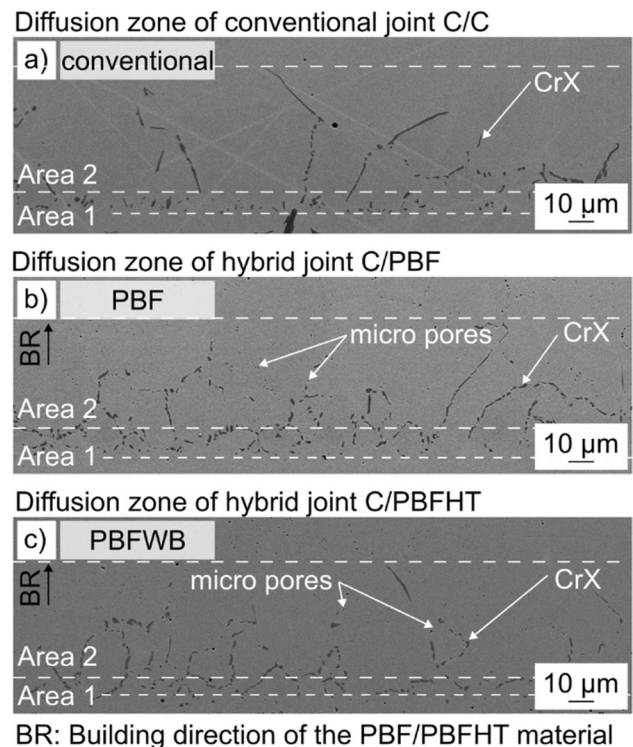 Diffusion zone of conventional joint C/C
a) conventional
CrX
Area 2
Area 1
10 µm
Diffusion zone of hybrid joint C/PBF
b) PBF
BR
micro pores
CrX
Area 2
Area 1
10 µm
Diffusion zone of hybrid joint C/PBFHT
c) PBFWB
BR
micro pores
CrX
Area 2
Area 1
10 µm
BR: Building direction of the PBF/PBFHT material